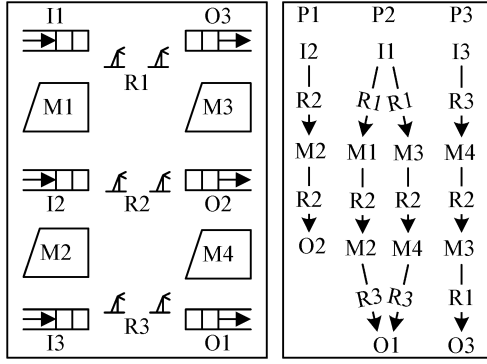 I1 O3
R1
M1 M3
I2 R2 O2
M2 M4
I3 R3 O1
P1 P2 P3
I2 I1 I3
R2 R1 R1 R3
M2 M1 M3 M4
R2 R2 R2 R2
O2 M2 M4 M3
R3 R3 R1
O1 O3